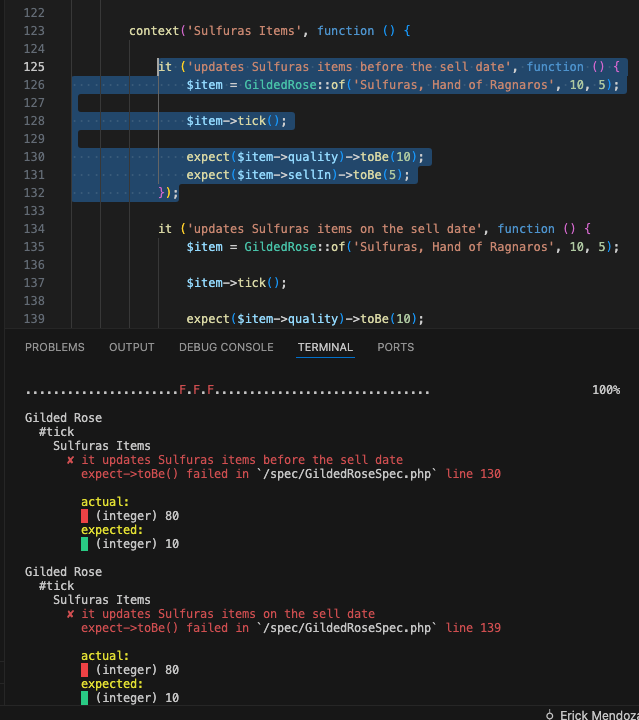 122
123 context('Sulfuras Items', function () {
124
125 it ('updates Sulfuras items before the sell date', function () {
126 $item = GildedRose::of('Sulfuras, Hand of Ragnaros', 10, 5);
127
128 $item->tick();
129
130 expect($item->quality)->toBe(10);
131 expect($item->sellIn)->toBe(5);
132 });
133
134 it ('updates Sulfuras items on the sell date', function () {
135 $item = GildedRose::of('Sulfuras, Hand of Ragnaros', 10, 5);
136
137 $item->tick();
138
139 expect($item->quality)->toBe(10);
PROBLEMS OUTPUT DEBUG CONSOLE TERMINAL PORTS
......................F.F.F............................... 100%
Gilded Rose
#tick
Sulfuras Items
✘ it updates Sulfuras items before the sell date
expect->toBe() failed in `/spec/GildedRoseSpec.php` line 130
actual:
(integer) 80
expected:
(integer) 10
Gilded Rose
#tick
Sulfuras Items
✘ it updates Sulfuras items on the sell date
expect->toBe() failed in `/spec/GildedRoseSpec.php` line 139
actual:
(integer) 80
expected:
(integer) 10
Erick Mendoza